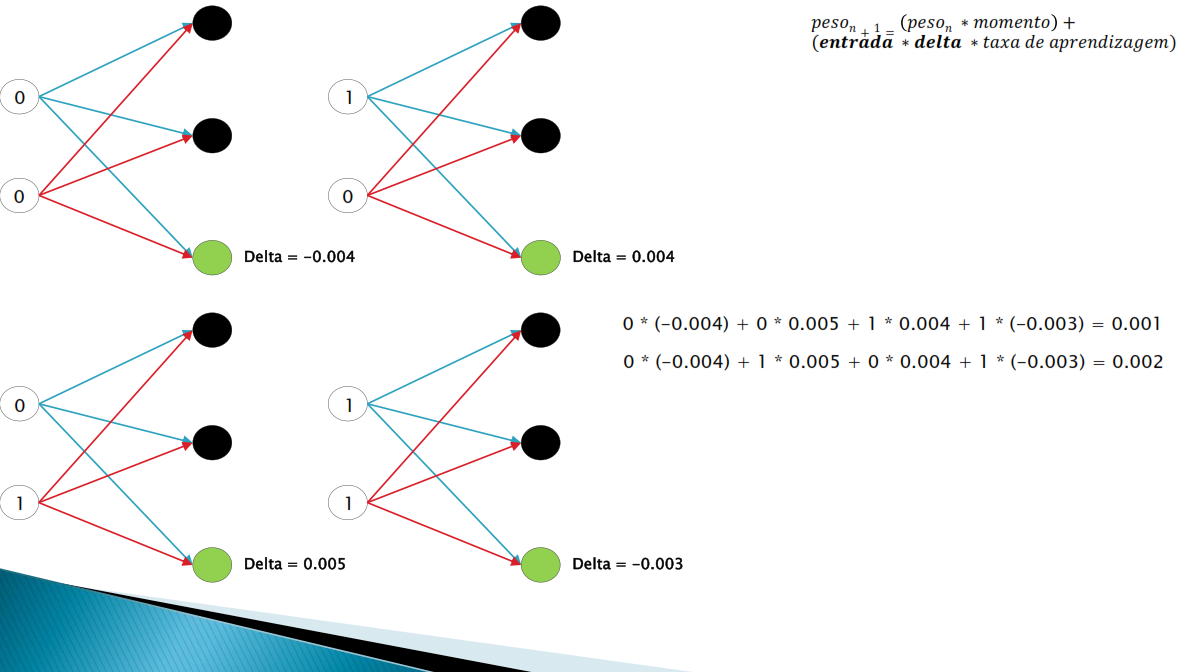 peso n + 1 = (peso n * momento) +
(entrada * delta * taxa de aprendizagem)
0
0
Delta = -0.004
1
0
Delta = 0.004
0
1
Delta = 0.005
1
1
Delta = -0.003
0 * (-0.004) + 0 * 0.005 + 1 * 0.004 + 1 * (-0.003) = 0.001
0 * (-0.004) + 1 * 0.005 + 0 * 0.004 + 1 * (-0.003) = 0.002